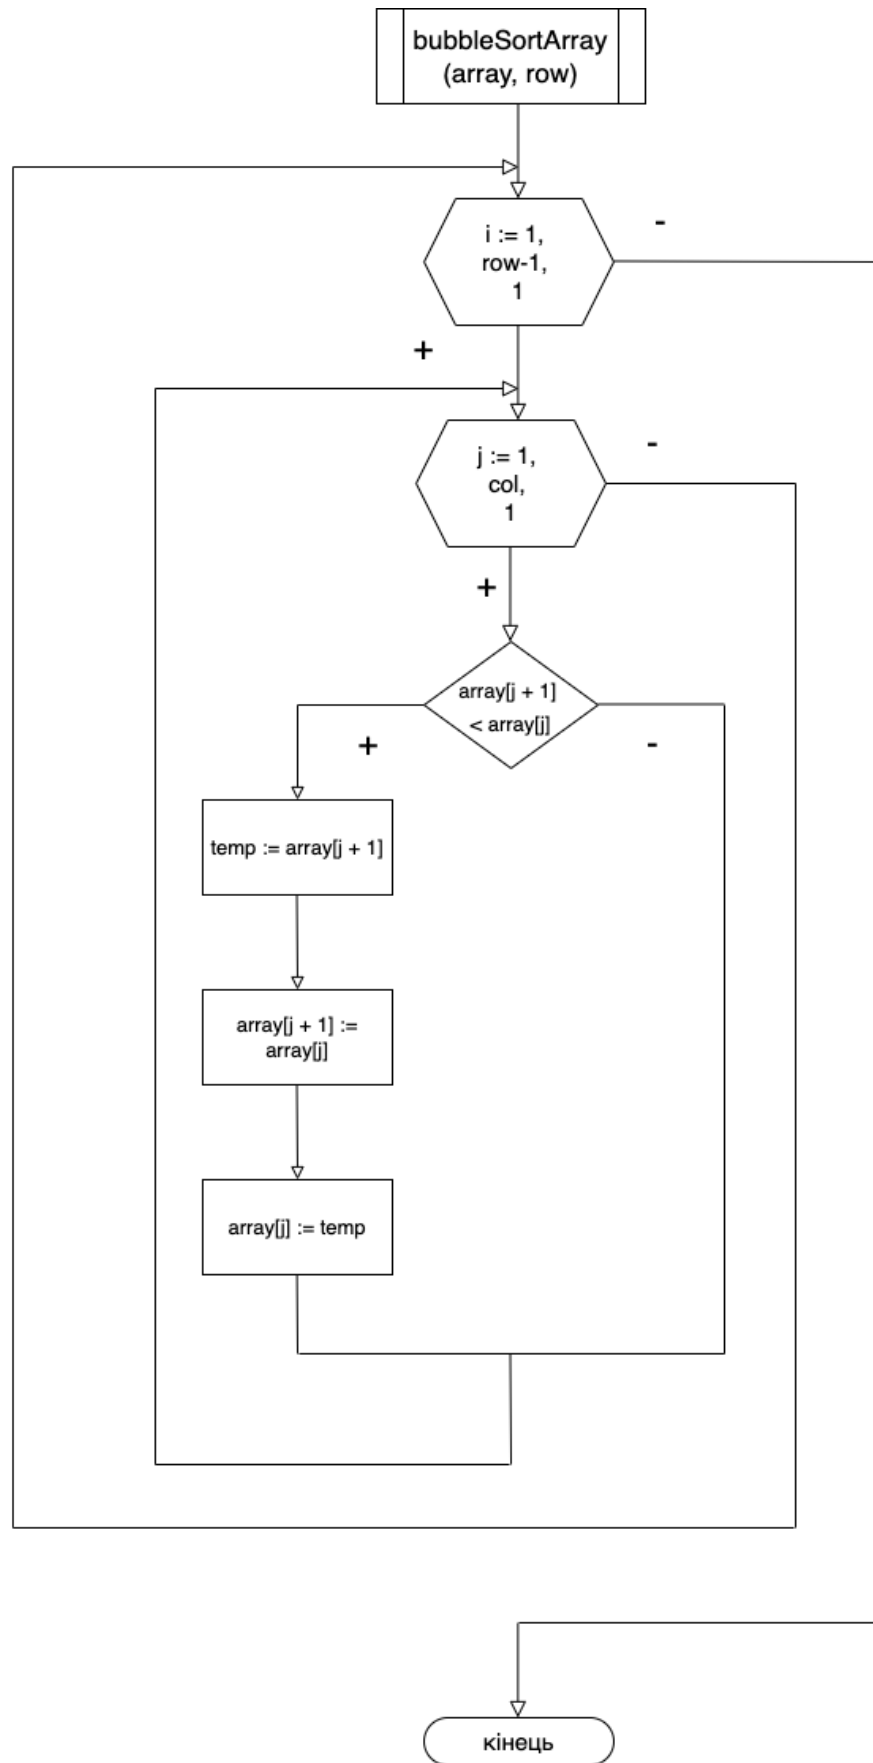 bubbleSortArray
(array, row)
-
i := 1,
row-1,
1
+
-
j := 1,
col,
1
+
array[j + 1]
< array[j]
+
-
temp := array[j + 1]
array[j + 1] :=
array[j]
array[j] := temp
кінець